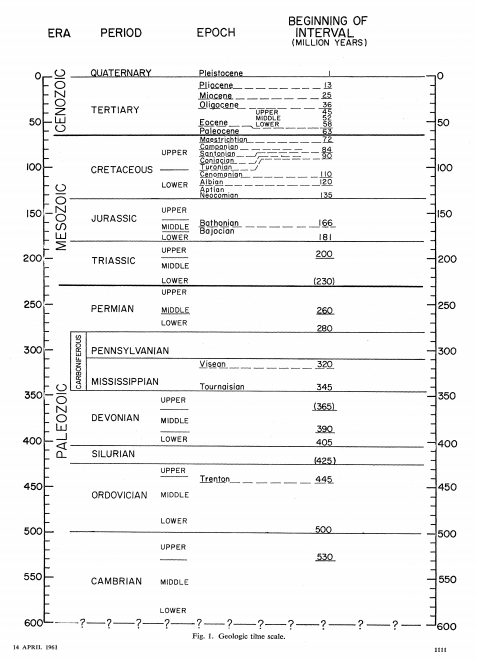 BEGINNING OF
ERA PERIOD EPOCH INTERVAL
(MILLION YEARS)
0 QUATERNARY Pleistocene 1 0
CENOZOIC
Pliocene 13
Miocene 25
Oligocene 36
TERTIARY UPPER 45
MIDDLE 52
50 Eocene LOWER 58 50
Paleocene 63
Maestrichtian 72
Campanian 84
UPPER Santonian 90
Coniacian
100 CRETACEOUS Turanian 100
Cenomanian 110
LOWER Albian 120
Aptian
Neocomian 135
MESOZOIC
150 UPPER 150
JURASSIC MIDDLE Bathonian 166
LOWER Bajocian 181
200 UPPER 200 200
TRIASSIC MIDDLE
LOWER (230)
UPPER
250 PERMIAN MIDDLE 260 250
LOWER 280
300 CARBONIFEROUS PENNSYLVANIAN 300
Visean 320
MISSISSIPPIAN Tournaisian 345
350 350
PALEOZOIC
UPPER (365)
DEVONIAN MIDDLE 390
400 LOWER 405 400
SILURIAN (425)
UPPER
450 Trenton 445 450
ORDOVICIAN MIDDLE
LOWER
500 500 500
UPPER 530
550 CAMBRIAN MIDDLE 550
LOWER
600 ? ? ? ? ? ? ? ? ? ? 600
Fig. 1. Geologic tilne scale.
14 APRIL 1961 1111